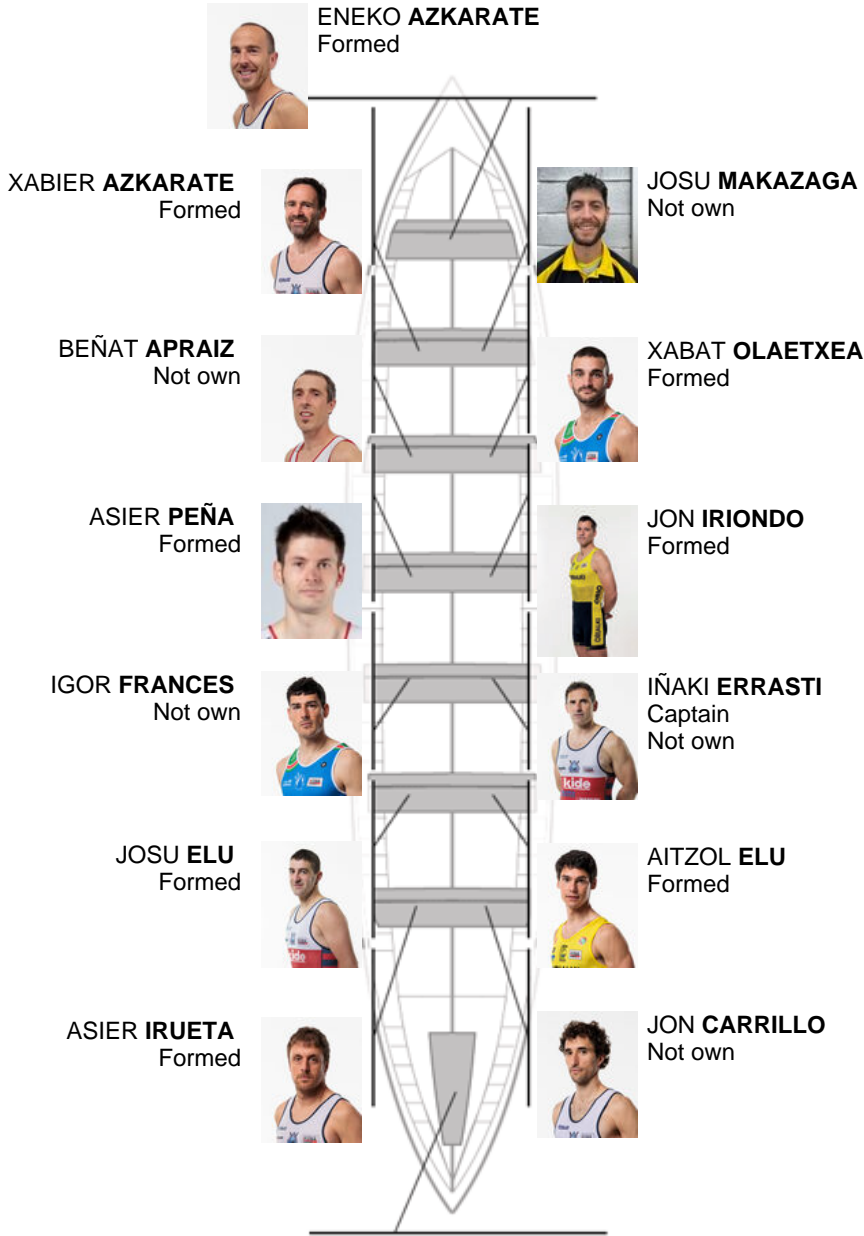 ENEKO AZKARATE
Formed
XABIER AZKARATE
Formed
JOSU MAKAZAGA
Not own
BEÑAT APRAIZ
Not own
XABAT OLAETXEA
Formed
ASIER PEÑA
Formed
JON IRIONDO
Formed
IGOR FRANCES
Not own
IÑAKI ERRASTI
Captain
Not own
kide
JOSU ELU
Formed
kide
AITZOL ELU
Formed
ASIER IRUETA
Formed
JON CARRILLO
Not own